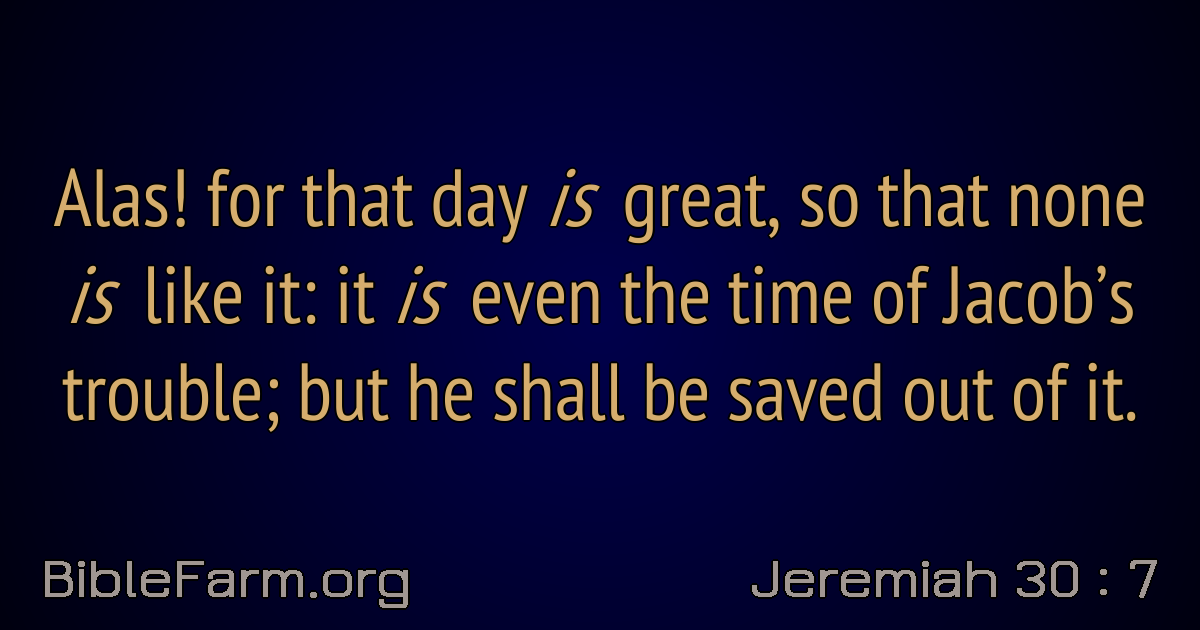 Alas! for that day is great, so that none
is like it: it is even the time of Jacob’s
trouble; but he shall be saved out of it.
BibleFarm.org
Jeremiah 30 : 7